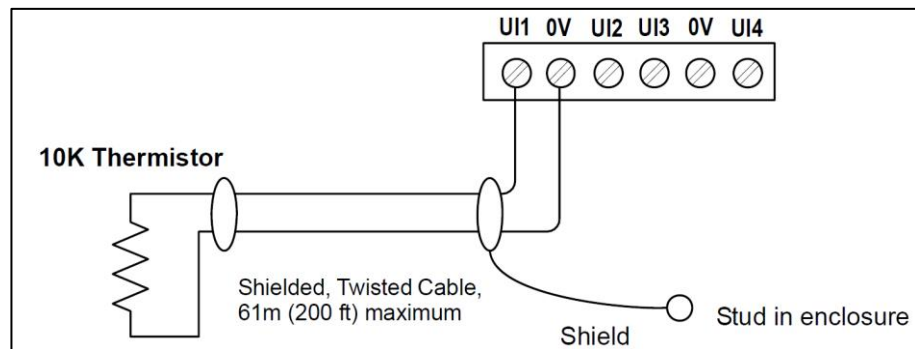 UI1 0V UI2 UI3 0V UI4
10K Thermistor
Shielded, Twisted Cable,
61m (200 ft) maximum
Shield
Stud in enclosure